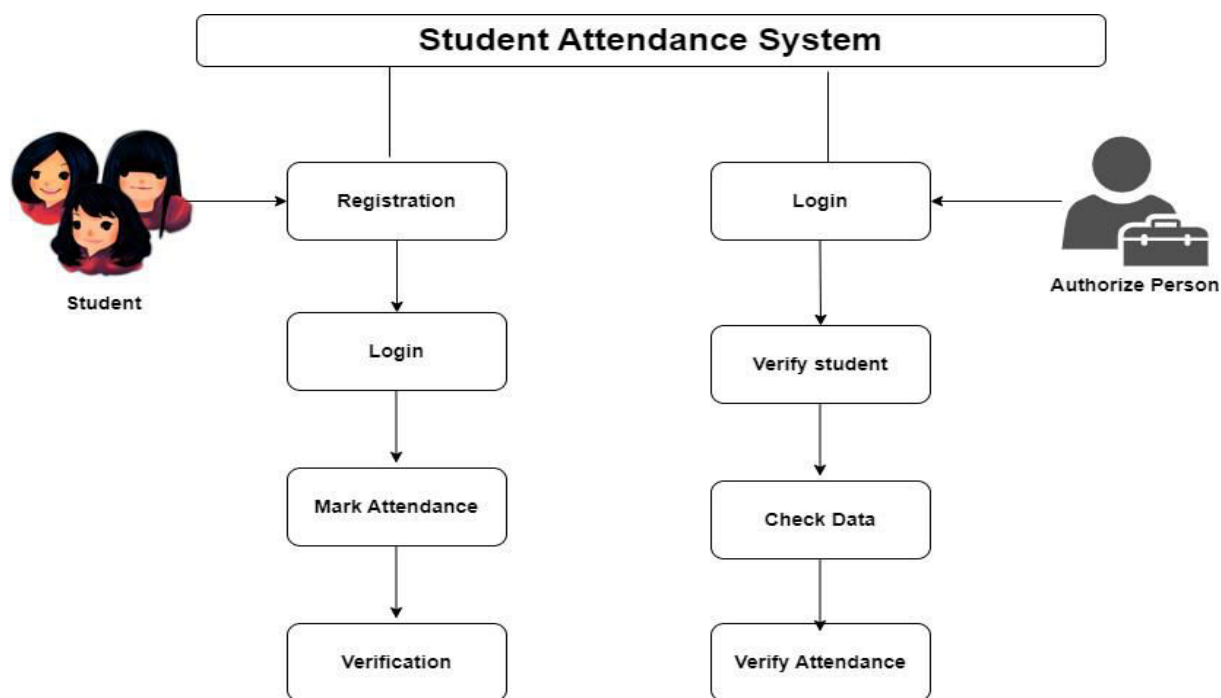 Student Attendance System
Registration
Login
Student
Authorize Person
Login
Verify student
Mark Attendance
Check Data
Verification
Verify Attendance